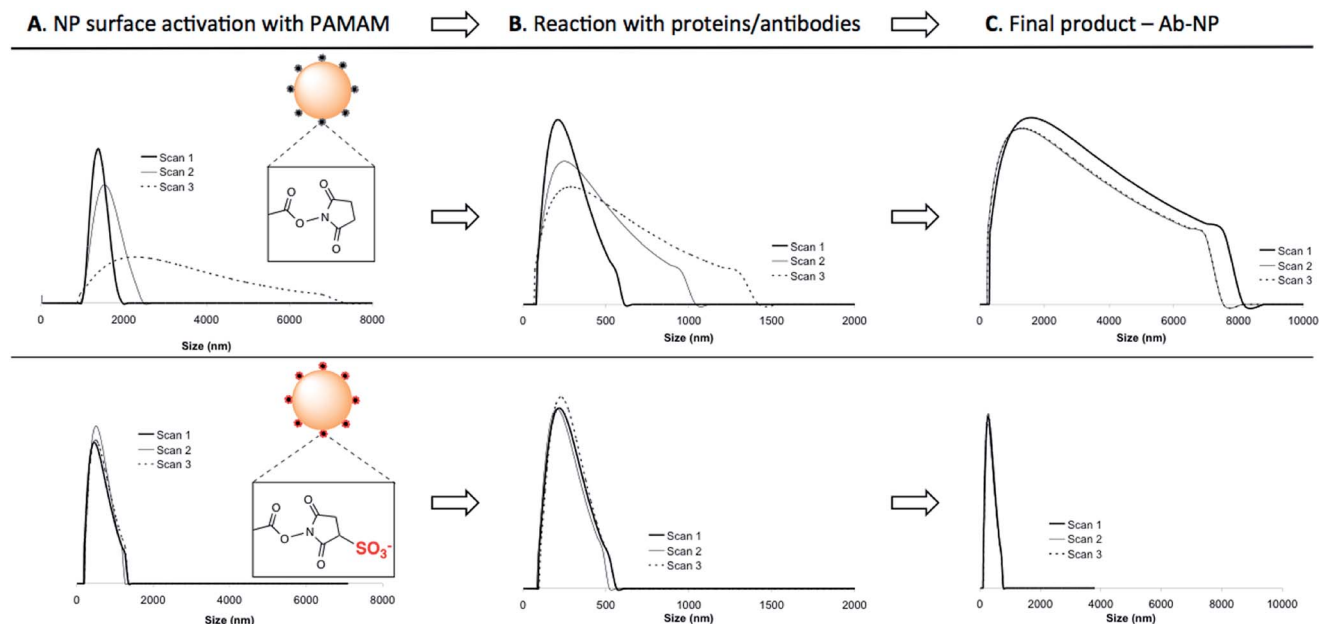 A. NP surface activation with PAMAM
B. Reaction with proteins/antibodies
C. Final product – Ab-NP
Scan 1
Scan 2
Scan 3
O
O
O
N
O
0
2000
4000
6000
8000
Size (nm)
Scan 1
Scan 2
Scan 3
0
500
1000
1500
2000
Size (nm)
Scan 1
Scan 2
Scan 3
0
2000
4000
6000
8000
10000
Size (nm)
Scan 1
Scan 2
Scan 3
O
O
O
N
O
SO3-
0
2000
4000
6000
8000
Size (nm)
Scan 1
Scan 2
Scan 3
0
500
1000
1500
2000
Size (nm)
Scan 1
Scan 2
Scan 3
0
2000
4000
6000
8000
10000
Size (nm)